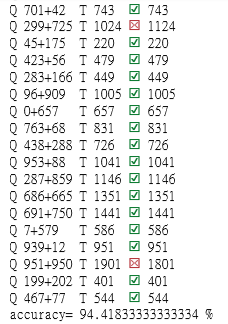 Q 701+42 T 743 ☑ 743
Q 299+725 T 1024 ☒ 1124
Q 45+175 T 220 ☑ 220
Q 423+56 T 479 ☑ 479
Q 283+166 T 449 ☑ 449
Q 96+909 T 1005 ☑ 1005
Q 0+657 T 657 ☑ 657
Q 763+68 T 831 ☑ 831
Q 438+288 T 726 ☑ 726
Q 953+88 T 1041 ☑ 1041
Q 287+859 T 1146 ☑ 1146
Q 686+665 T 1351 ☑ 1351
Q 691+750 T 1441 ☑ 1441
Q 7+579 T 586 ☑ 586
Q 939+12 T 951 ☑ 951
Q 951+950 T 1901 ☒ 1801
Q 199+202 T 401 ☑ 401
Q 467+77 T 544 ☑ 544
accuracy= 94.41833333333334 %